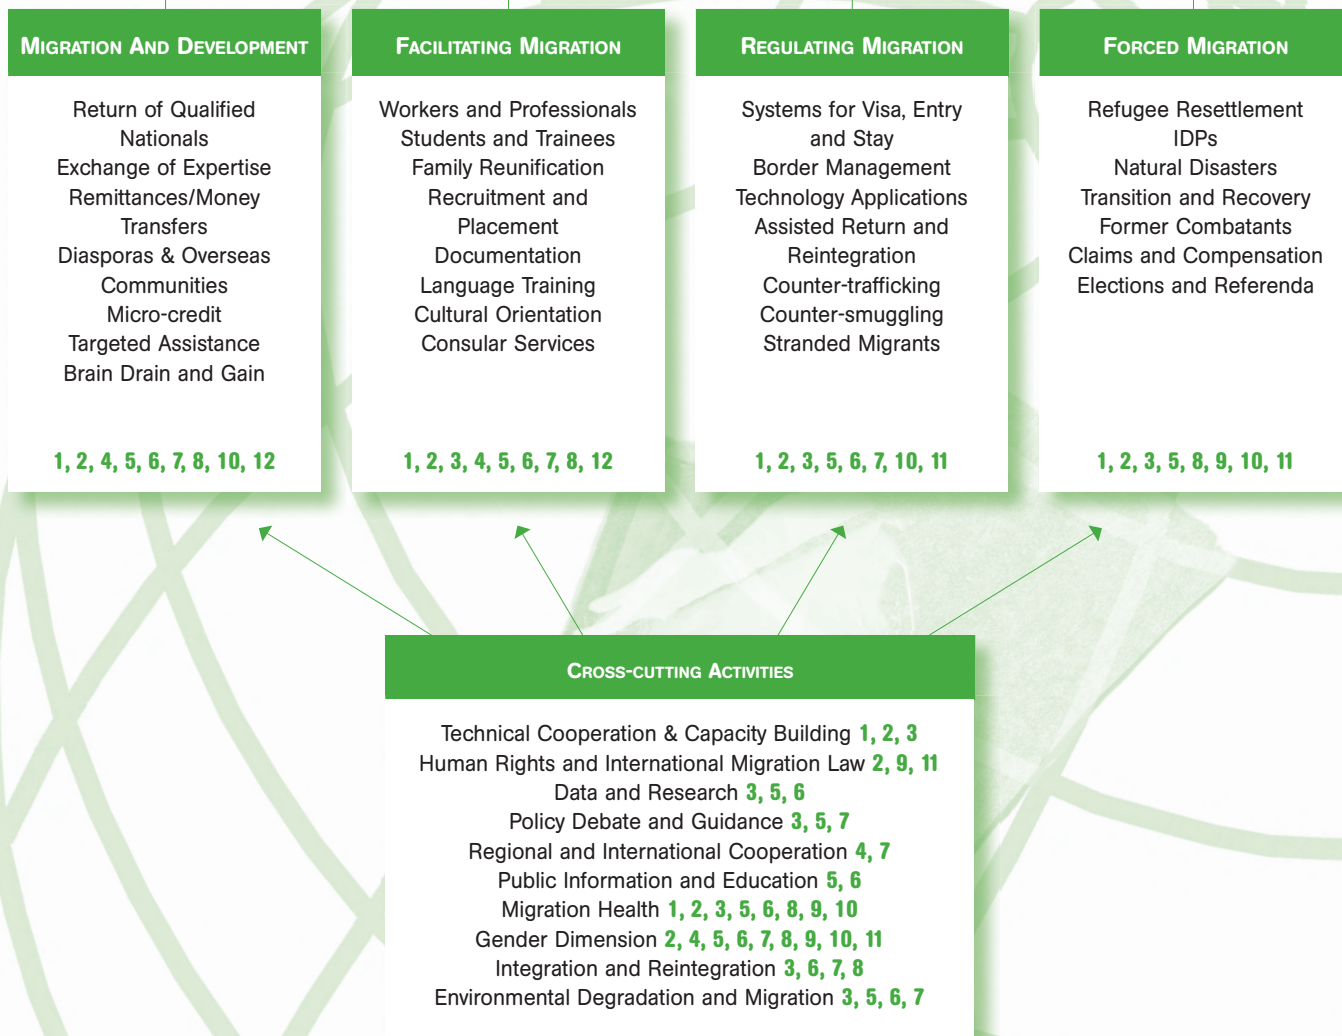 MIGRATION AND DEVELOPMENT
Return of Qualified
Nationals
Exchange of Expertise
Remittances/Money
Transfers
Diasporas & Overseas
Communities
Micro-credit
Targeted Assistance
Brain Drain and Gain
1, 2, 4, 5, 6, 7, 8, 10, 12
FACILITATING MIGRATION
Workers and Professionals
Students and Trainees
Family Reunification
Recruitment and
Placement
Documentation
Language Training
Cultural Orientation
Consular Services
1, 2, 3, 4, 5, 6, 7, 8, 12
REGULATING MIGRATION
Systems for Visa, Entry
and Stay
Border Management
Technology Applications
Assisted Return and
Reintegration
Counter-trafficking
Counter-smuggling
Stranded Migrants
1, 2, 3, 5, 6, 7, 10, 11
FORCED MIGRATION
Refugee Resettlement
IDPs
Natural Disasters
Transition and Recovery
Former Combatants
Claims and Compensation
Elections and Referenda
1, 2, 3, 5, 8, 9, 10, 11
CROSS-CUTTING ACTIVITIES
Technical Cooperation & Capacity Building 1, 2, 3
Human Rights and International Migration Law 2, 9, 11
Data and Research 3, 5, 6
Policy Debate and Guidance 3, 5, 7
Regional and International Cooperation 4, 7
Public Information and Education 5, 6
Migration Health 1, 2, 3, 5, 6, 8, 9, 10
Gender Dimension 2, 4, 5, 6, 7, 8, 9, 10, 11
Integration and Reintegration 3, 6, 7, 8
Environmental Degradation and Migration 3, 5, 6, 7